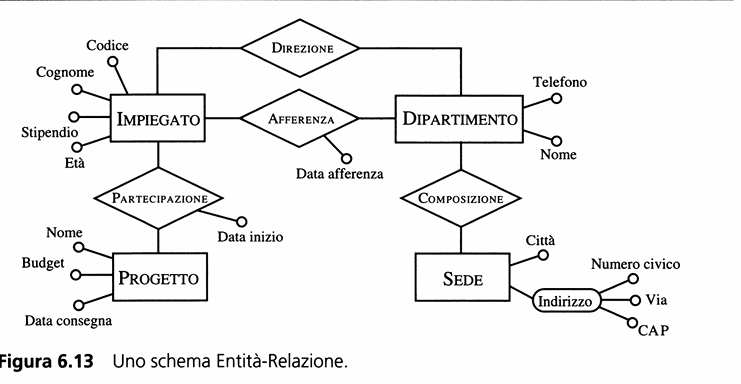 DIREZIONE
Codice
Cognome
Telefono
IMPIEGATO
AFFERENZA
DIPARTIMENTO
Stipendio
Età
Nome
Data afferenza
PARTECIPAZIONE
COMPOSIZIONE
Nome
Data inizio
Città
Budget
Numero civico
PROGETTO
SEDE
Indirizzo
Via
Data consegna
CAP
Figura 6.13 Uno schema Entità-Relazione.